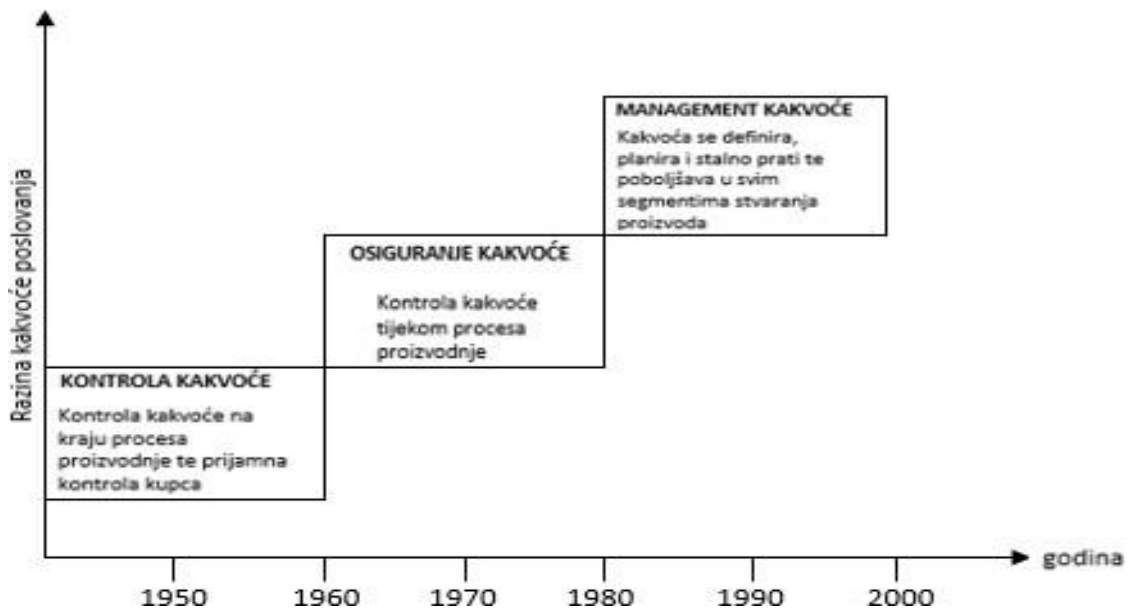 Razina kakvoće poslovanja
MANAGEMENT KAKVOĆE
Kakvoća se definira,
planira i stalno prati te
poboljšava u svim
segmentima stvaranja
proizvoda
OSIGURANJE KAKVOĆE
Kontrola kakvoće
tijekom procesa
proizvodnje
KONTROLA KAKVOĆE
Kontrola kakvoće na
kraju procesa
proizvodnje te prijamna
kontrola kupca
godina
1950 1960 1970 1980 1990 2000